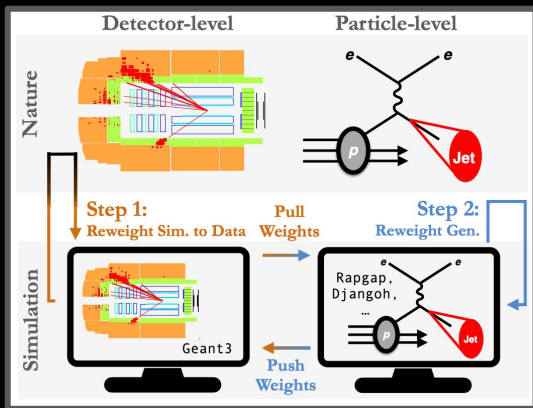 Detector-level
Particle-level
Nature
e
e
p
Jet
Step 1:
Reweight Sim. to Data
Pull
Weights
Step 2:
Reweight Gen.
Simulation
Geant3
Push
Weights
Rapgap,
Djangoh,
...
e
e
p
Jet